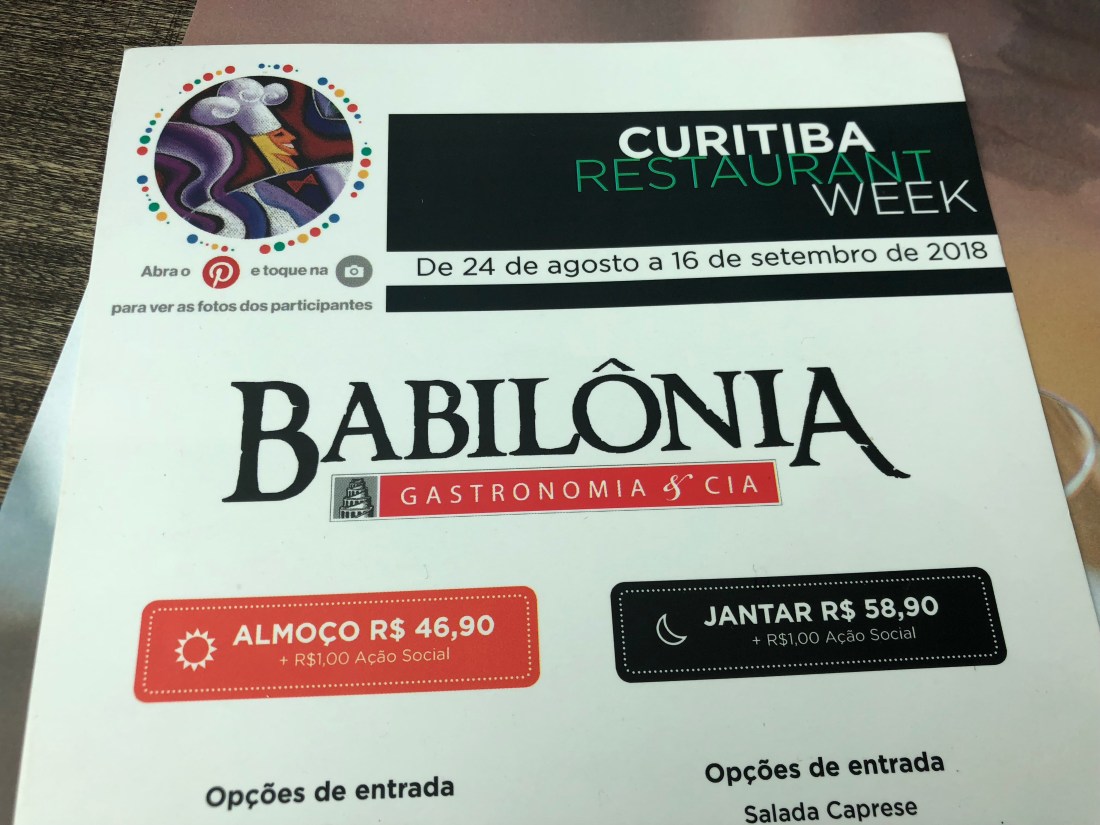 CURITIBA
RESTAURANT
WEEK
De 24 de agosto a 16 de setembro de 2018
Abra o e toque na
para ver as fotos dos participantes
BABILÔNIA
GASTRONOMIA & CIA
ALMOÇO R$ 46,90
+ R$1,00 Ação Social
JANTAR R$ 58,90
+ R$1,00 Ação Social
Opções de entrada
Opções de entrada
Salada Caprese